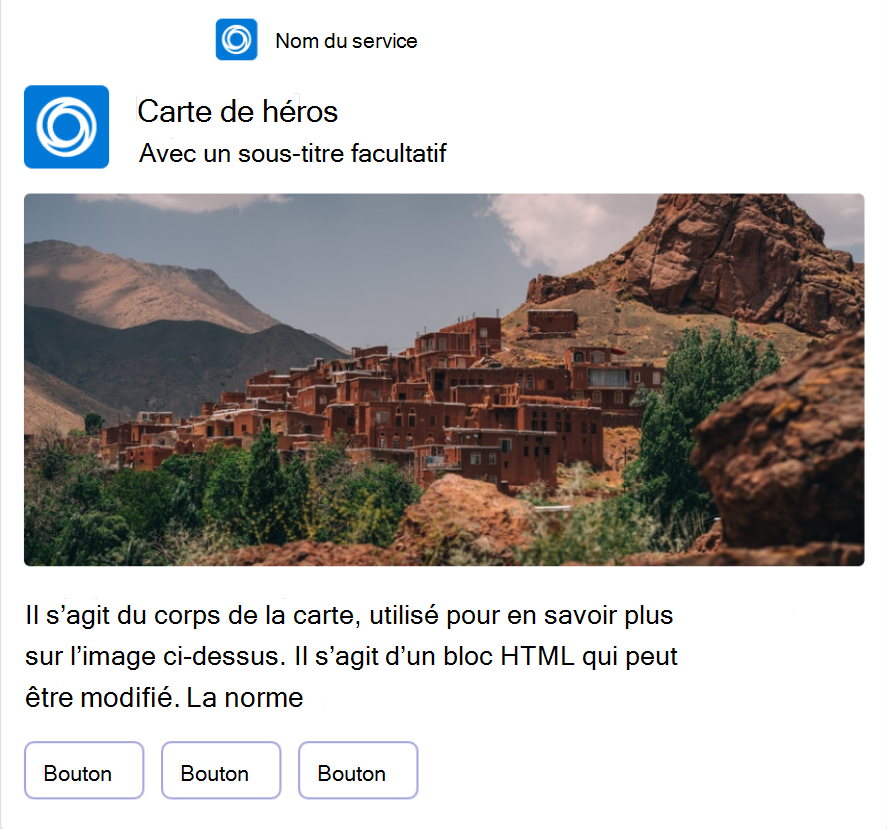 Nom du service
Carte de héros
Avec un sous-titre facultatif
Il s’agit du corps de la carte, utilisé pour en savoir plus
sur l’image ci-dessus. Il s’agit d’un bloc HTML qui peut
être modifié. La norme
Bouton Bouton Bouton